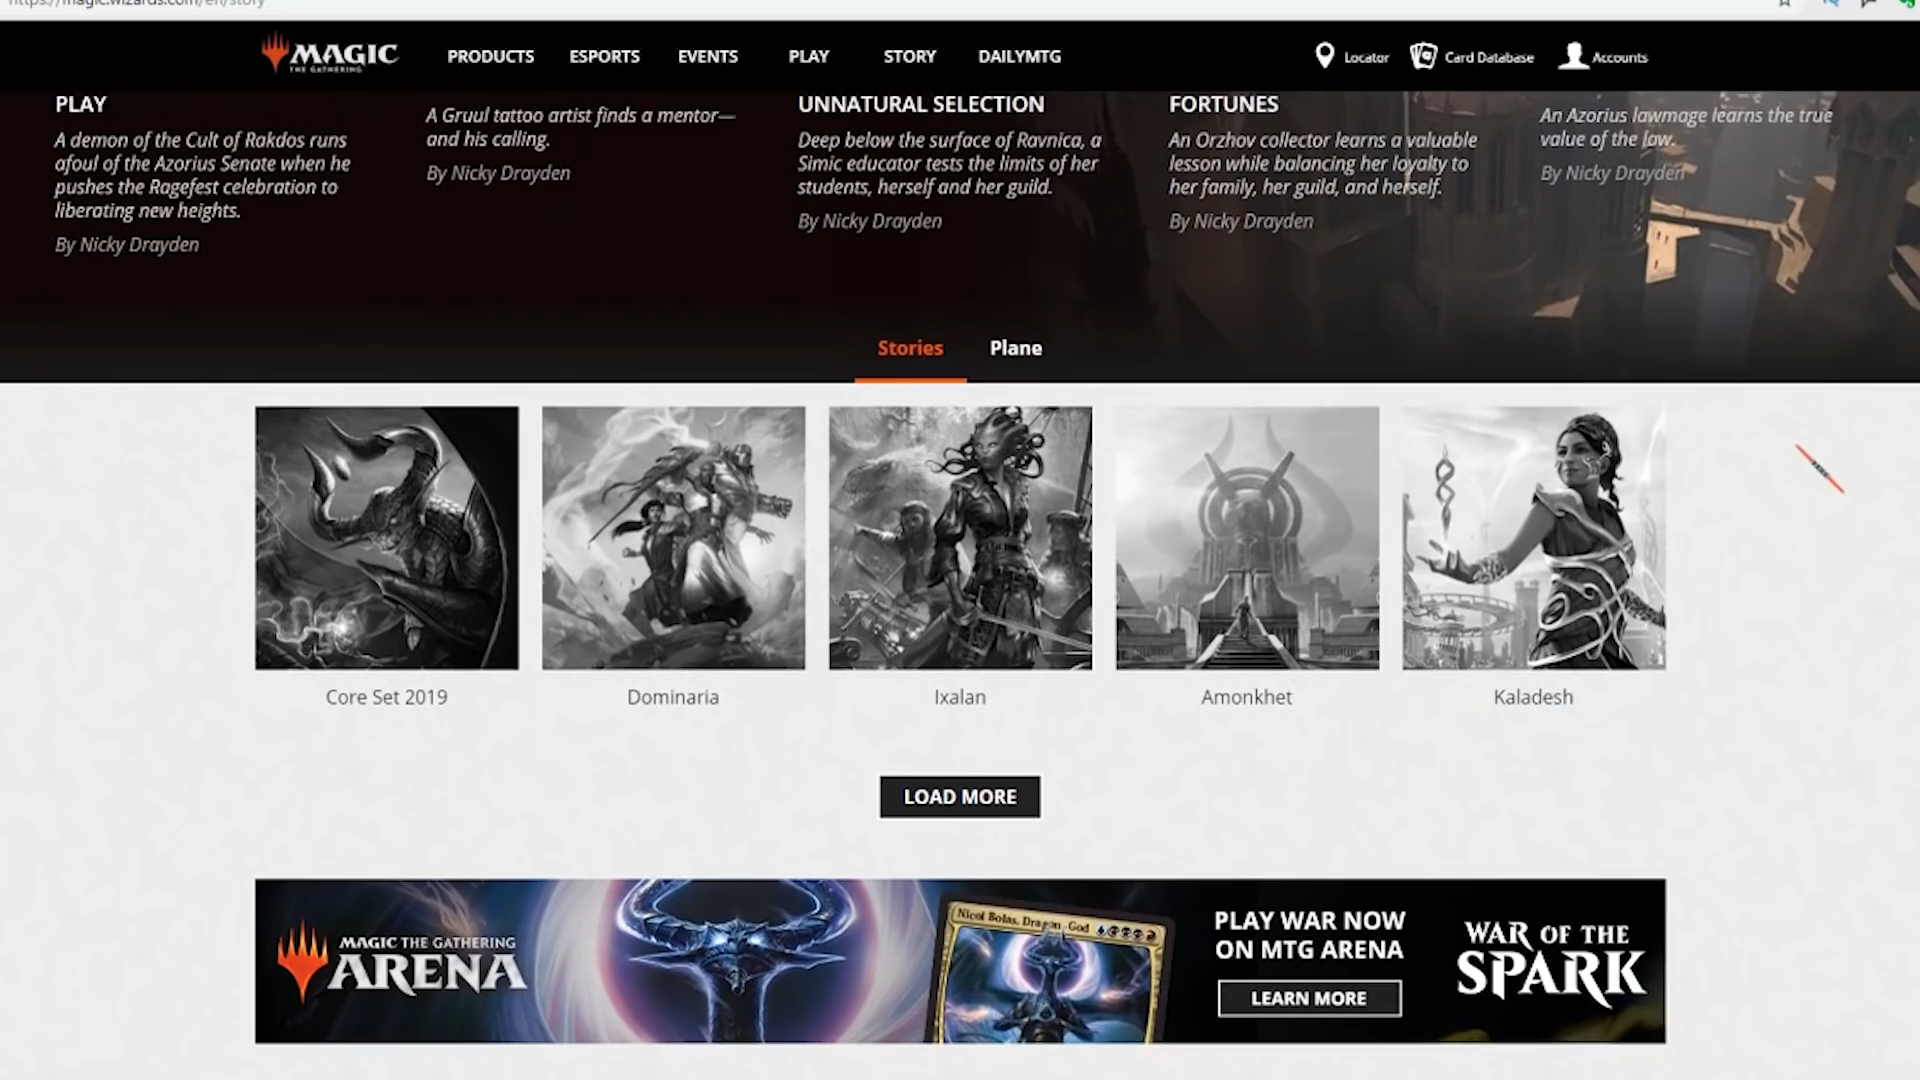 https://magic.wizards.com/en/story
MAGIC
THE GATHERING
PRODUCTS
ESPORTS
EVENTS
PLAY
STORY
DAILYMTG
Locator
Card Database
Accounts
PLAY
A demon of the Cult of Rakdos runs
afoul of the Azorius Senate when he
pushes the Ragefest celebration to
liberating new heights.
By Nicky Drayden
A Gruul tattoo artist finds a mentor—
and his calling.
By Nicky Drayden
UNNATURAL SELECTION
Deep below the surface of Ravnica, a
Simic educator tests the limits of her
students, herself and her guild.
By Nicky Drayden
FORTUNES
An Orzhov collector learns a valuable
lesson while balancing her loyalty to
her family, her guild, and herself.
By Nicky Drayden
An Azorius lawmage learns the true
value of the law.
By Nicky Drayden
Stories
Plane
Core Set 2019
Dominaria
Ixalan
Amonkhet
Kaladesh
LOAD MORE
MAGIC THE GATHERING
ARENA
Nicol Bolas, Dragon-God
PLAY WAR NOW
ON MTG ARENA
LEARN MORE
WAR OF THE
SPARK